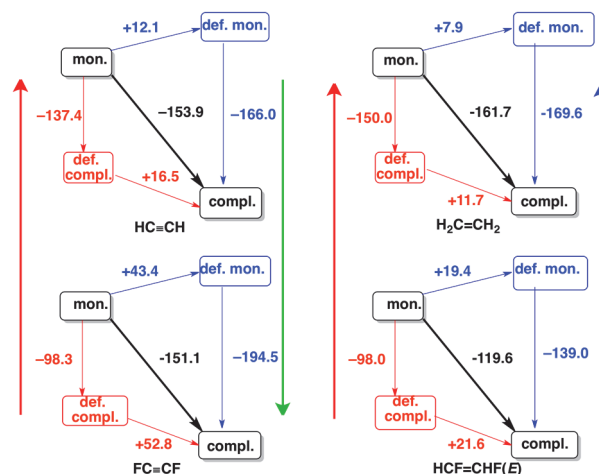 +12.1
def. mon.
mon.
–137.4
–153.9
–166.0
def.
compl.
+16.5
compl.
HC≡CH
+7.9
def. mon.
mon.
–150.0
-161.7
-169.6
def.
compl.
+11.7
compl.
H₂C=CH₂
+43.4
def. mon.
mon.
–98.3
-151.1
–194.5
def.
compl.
+52.8
compl.
FC≡CF
+19.4
def. mon.
mon.
–98.0
-119.6
–139.0
def.
compl.
+21.6
compl.
HCF=CHF(E)